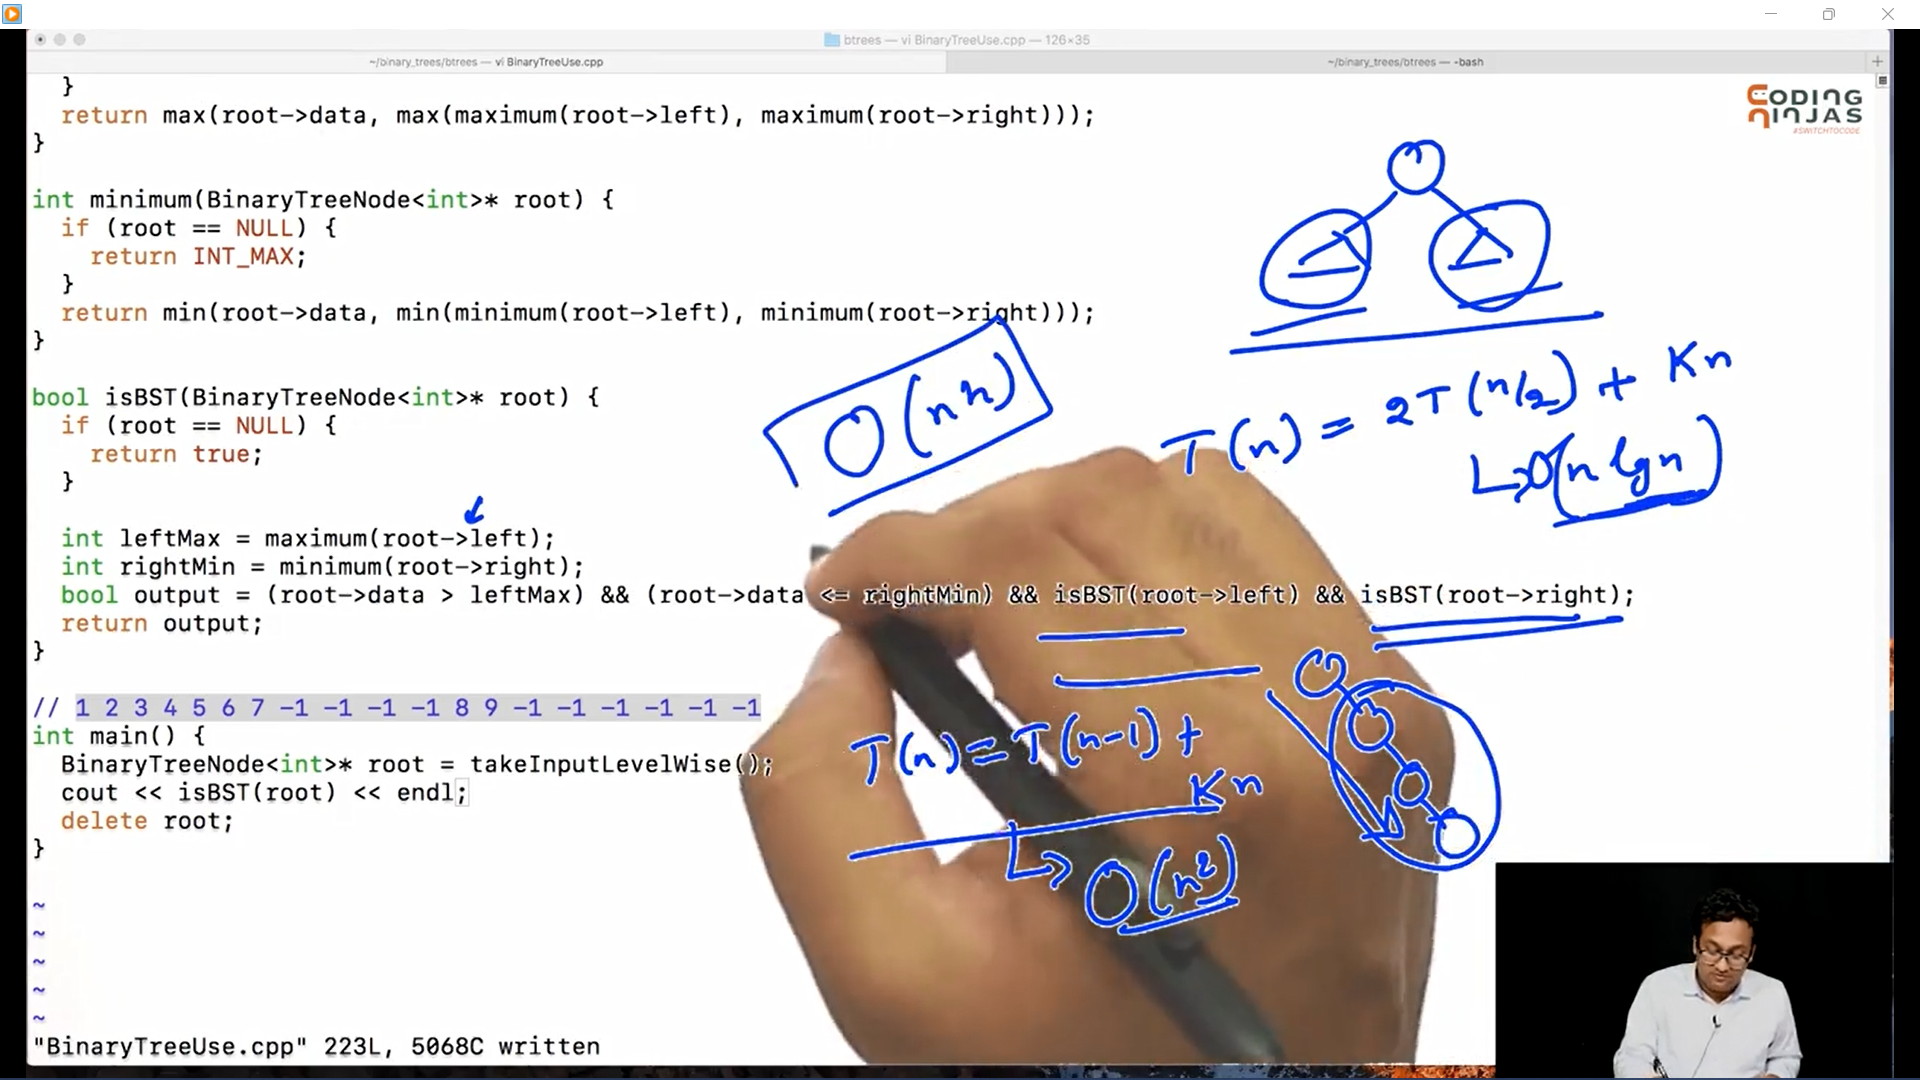 btrees — vi BinaryTreeUse.cpp — 126×35
~/binary_trees/btrees — vi BinaryTreeUse.cpp
~/binary_trees/btrees — -bash
+
CODING
NINJAS
#SWITCHTOCODE
}
return max(root->data, max(maximum(root->left), maximum(root->right)));
}
int minimum(BinaryTreeNode<int>* root) {
if (root == NULL) {
return INT_MAX;
}
return min(root->data, min(minimum(root->left), minimum(root->right)));
}
T(n) = 2T(n/2) + Kn
O(n lg n)
bool isBST(BinaryTreeNode<int>* root) {
if (root == NULL) {
return true;
}
int leftMax = maximum(root->left);
int rightMin = minimum(root->right);
bool output = (root->data > leftMax) && (root->data <= rightMin) && isBST(root->left) && isBST(root->right);
return output;
}
// 1 2 3 4 5 6 7 -1 -1 -1 -1 8 9 -1 -1 -1 -1 -1 -1
int main() {
BinaryTreeNode<int>* root = takeInputLevelWise();
cout << isBST(root) << endl;
delete root;
}
T(n) = T(n-1) +
Kn
O(n²)
~
~
~
~
~
"BinaryTreeUse.cpp" 223L, 5068C written